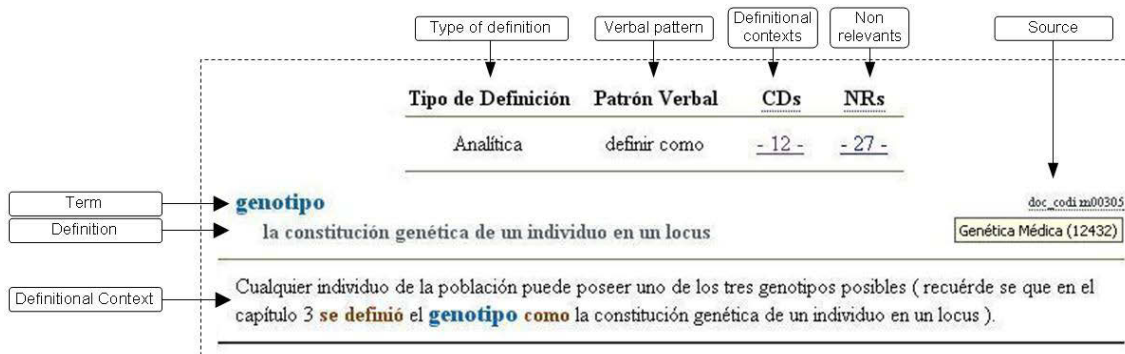 Type of definition Verbal pattern Definitional contexts Non relevants Source
Tipo de Definición Patrón Verbal CDs NRs
Analítica definir como - 12 - - 27 -
Term genotipo doc_codi m00305
Definition la constitución genética de un individuo en un locus Genética Médica (12432)
Definitional Context Cualquier individuo de la población puede poseer uno de los tres genotipos posibles ( recuérde se que en el
capítulo 3 se definió el genotipo como la constitución genética de un individuo en un locus ).